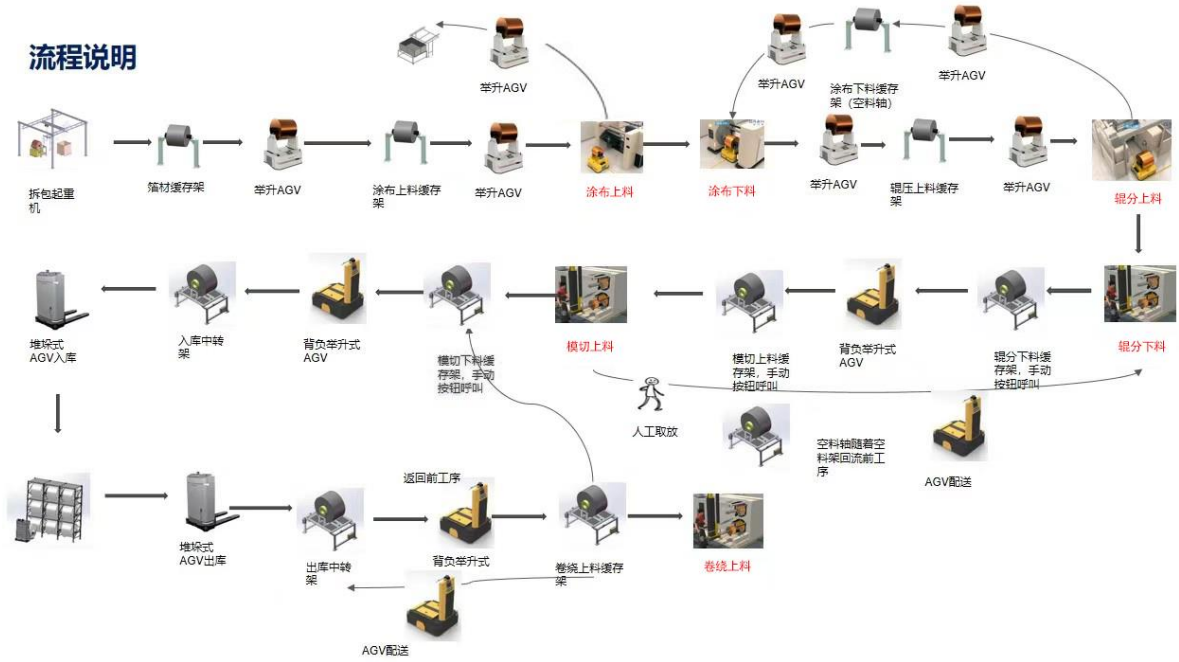 流程说明
举升AGV
举升AGV
涂布下料缓存
架（空料轴）
举升AGV
拆包起重
机
箔材缓存架
举升AGV
涂布上料缓存
架
举升AGV
涂布上料
涂布下料
举升AGV
辊压上料缓存
架
举升AGV
辊分上料
堆垛式
AGV入库
入库中转
架
背负举升式
AGV
模切下料缓
存架，手动
按钮呼叫
模切上料
模切上料缓
存架，手动
按钮呼叫
背负举升式
AGV
辊分下料缓
存架，手动
按钮呼叫
辊分下料
人工取放
空料轴随着空
料架回流前工
序
AGV配送
堆垛式
AGV出库
出库中转
架
返回前工序
背负举升式
卷绕上料缓存
架
卷绕上料
AGV配送